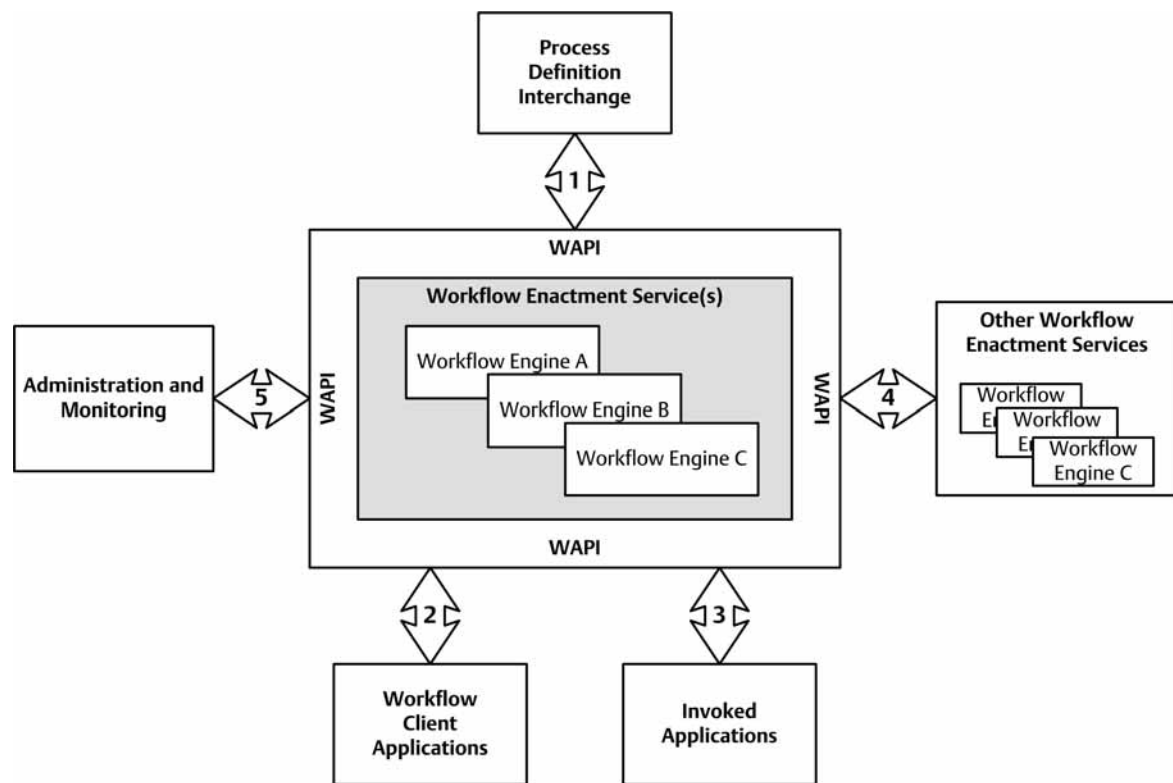 Process
Definition
Interchange
1
WAPI
Workflow Enactment Service(s)
Workflow Engine A
Workflow Engine B
Workflow Engine C
WAPI
WAPI
WAPI
Administration and
Monitoring
5
4
Other Workflow
Enactment Services
Workflow
Workflow
Workflow
Engine C
2
3
Workflow
Client
Applications
Invoked
Applications